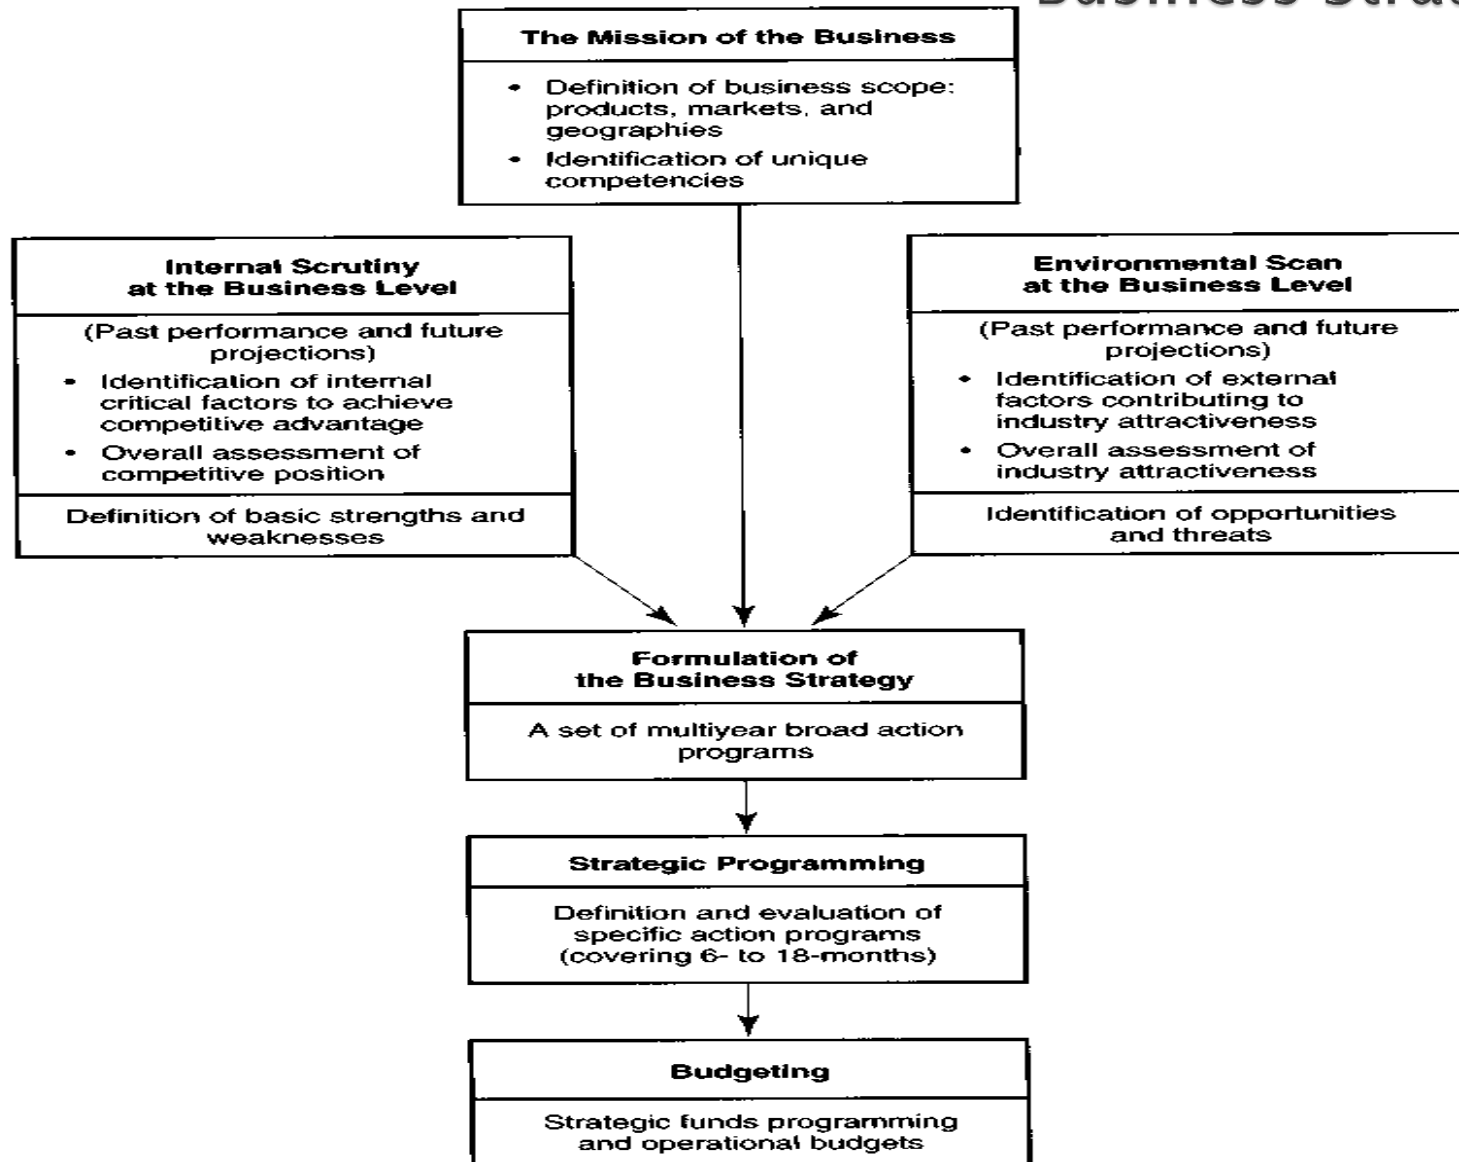 The Mission of the Business
• Definition of business scope:
products, markets, and
geographies
• Identification of unique
competencies
Internal Scrutiny
at the Business Level
(Past performance and future
projections)
• Identification of internal
critical factors to achieve
competitive advantage
• Overall assessment of
competitive position
Definition of basic strengths and
weaknesses
Environmental Scan
at the Business Level
(Past performance and future
projections)
• Identification of external
factors contributing to
industry attractiveness
• Overall assessment of
industry attractiveness
Identification of opportunities
and threats
Formulation of
the Business Strategy
A set of multiyear broad action
programs
Strategic Programming
Definition and evaluation of
specific action programs
(covering 6- to 18-months)
Budgeting
Strategic funds programming
and operational budgets